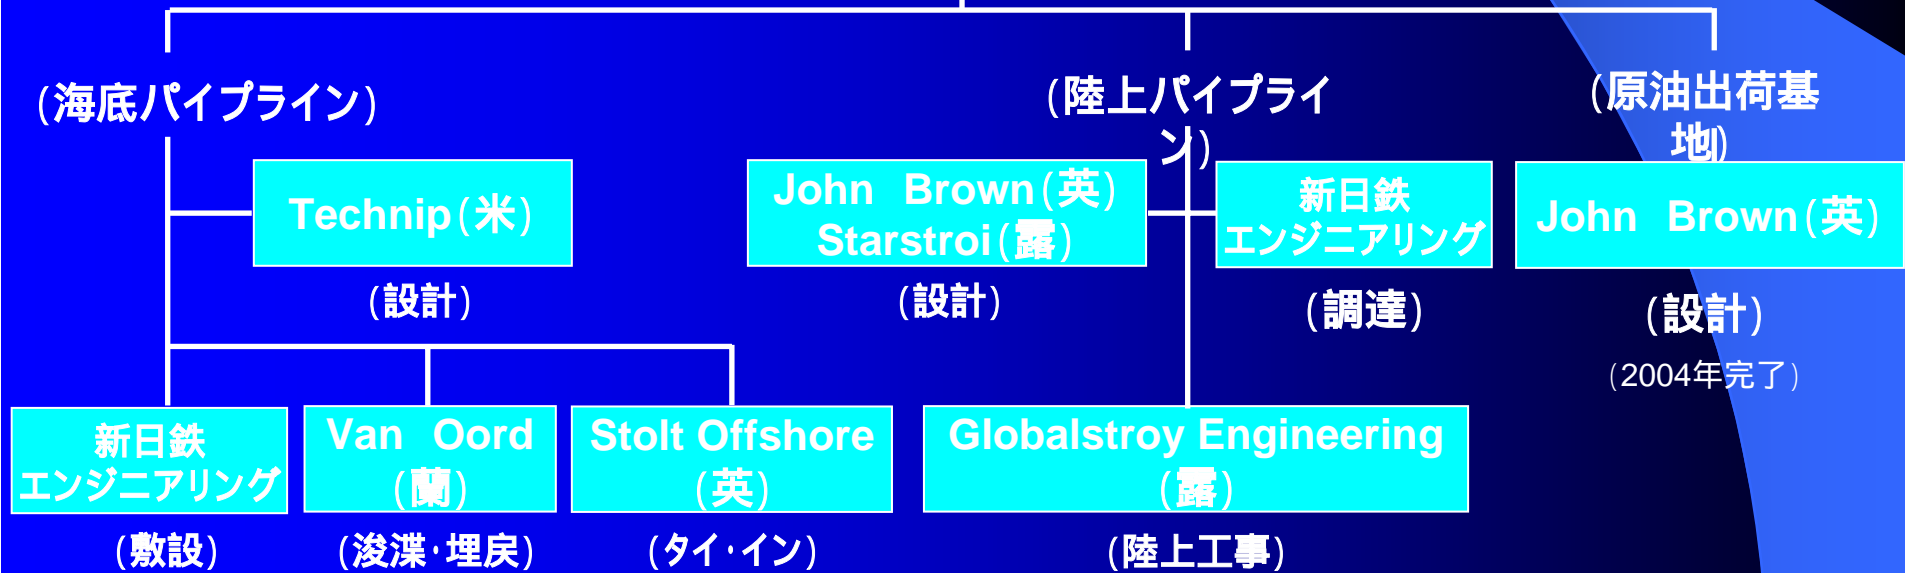 (海底パイプライン)
(陸上パイプライ
ン)
(原油出荷基
地)
Technip(米)
(設計)
John Brown(英)
Starstroi(露)
(設計)
新日鉄
エンジニアリング
(調達)
John Brown(英)
(設計)
(2004年完了)
新日鉄
エンジニアリング
(敷設)
Van Oord
(蘭)
(浚渫・埋戻)
Stolt Offshore
(英)
(タイ・イン)
Globalstroy Engineering
(露)
(陸上工事)